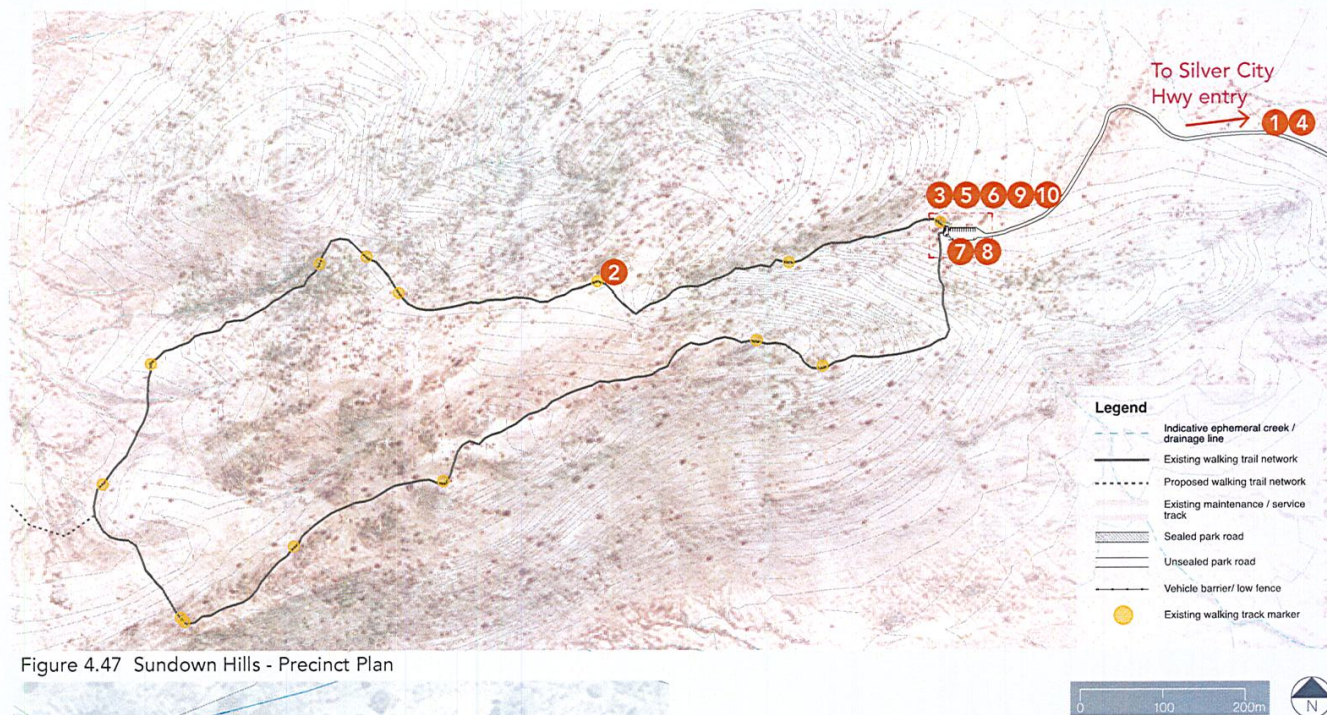 To Silver City
Hwy entry
1 4
3 5 6 9 10
7 8
2
Legend
Indicative ephemeral creek /
drainage line
Existing walking trail network
Proposed walking trail network
Existing maintenance / service
track
Sealed park road
Unsealed park road
Vehicle barrier/ low fence
Existing walking track marker
Figure 4.47 Sundown Hills - Precinct Plan
0 100 200m
N